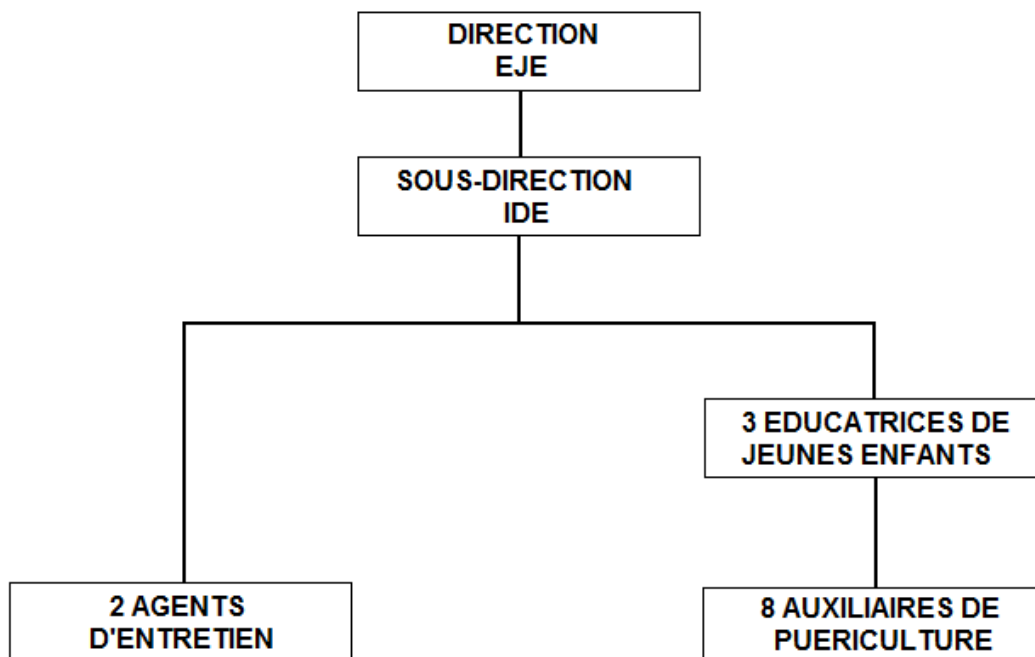 DIRECTION
EJE
SOUS-DIRECTION
IDE
3 EDUCATRICES DE
JEUNES ENFANTS
2 AGENTS
D'ENTRETIEN
8 AUXILIAIRES DE
PUERICULTURE